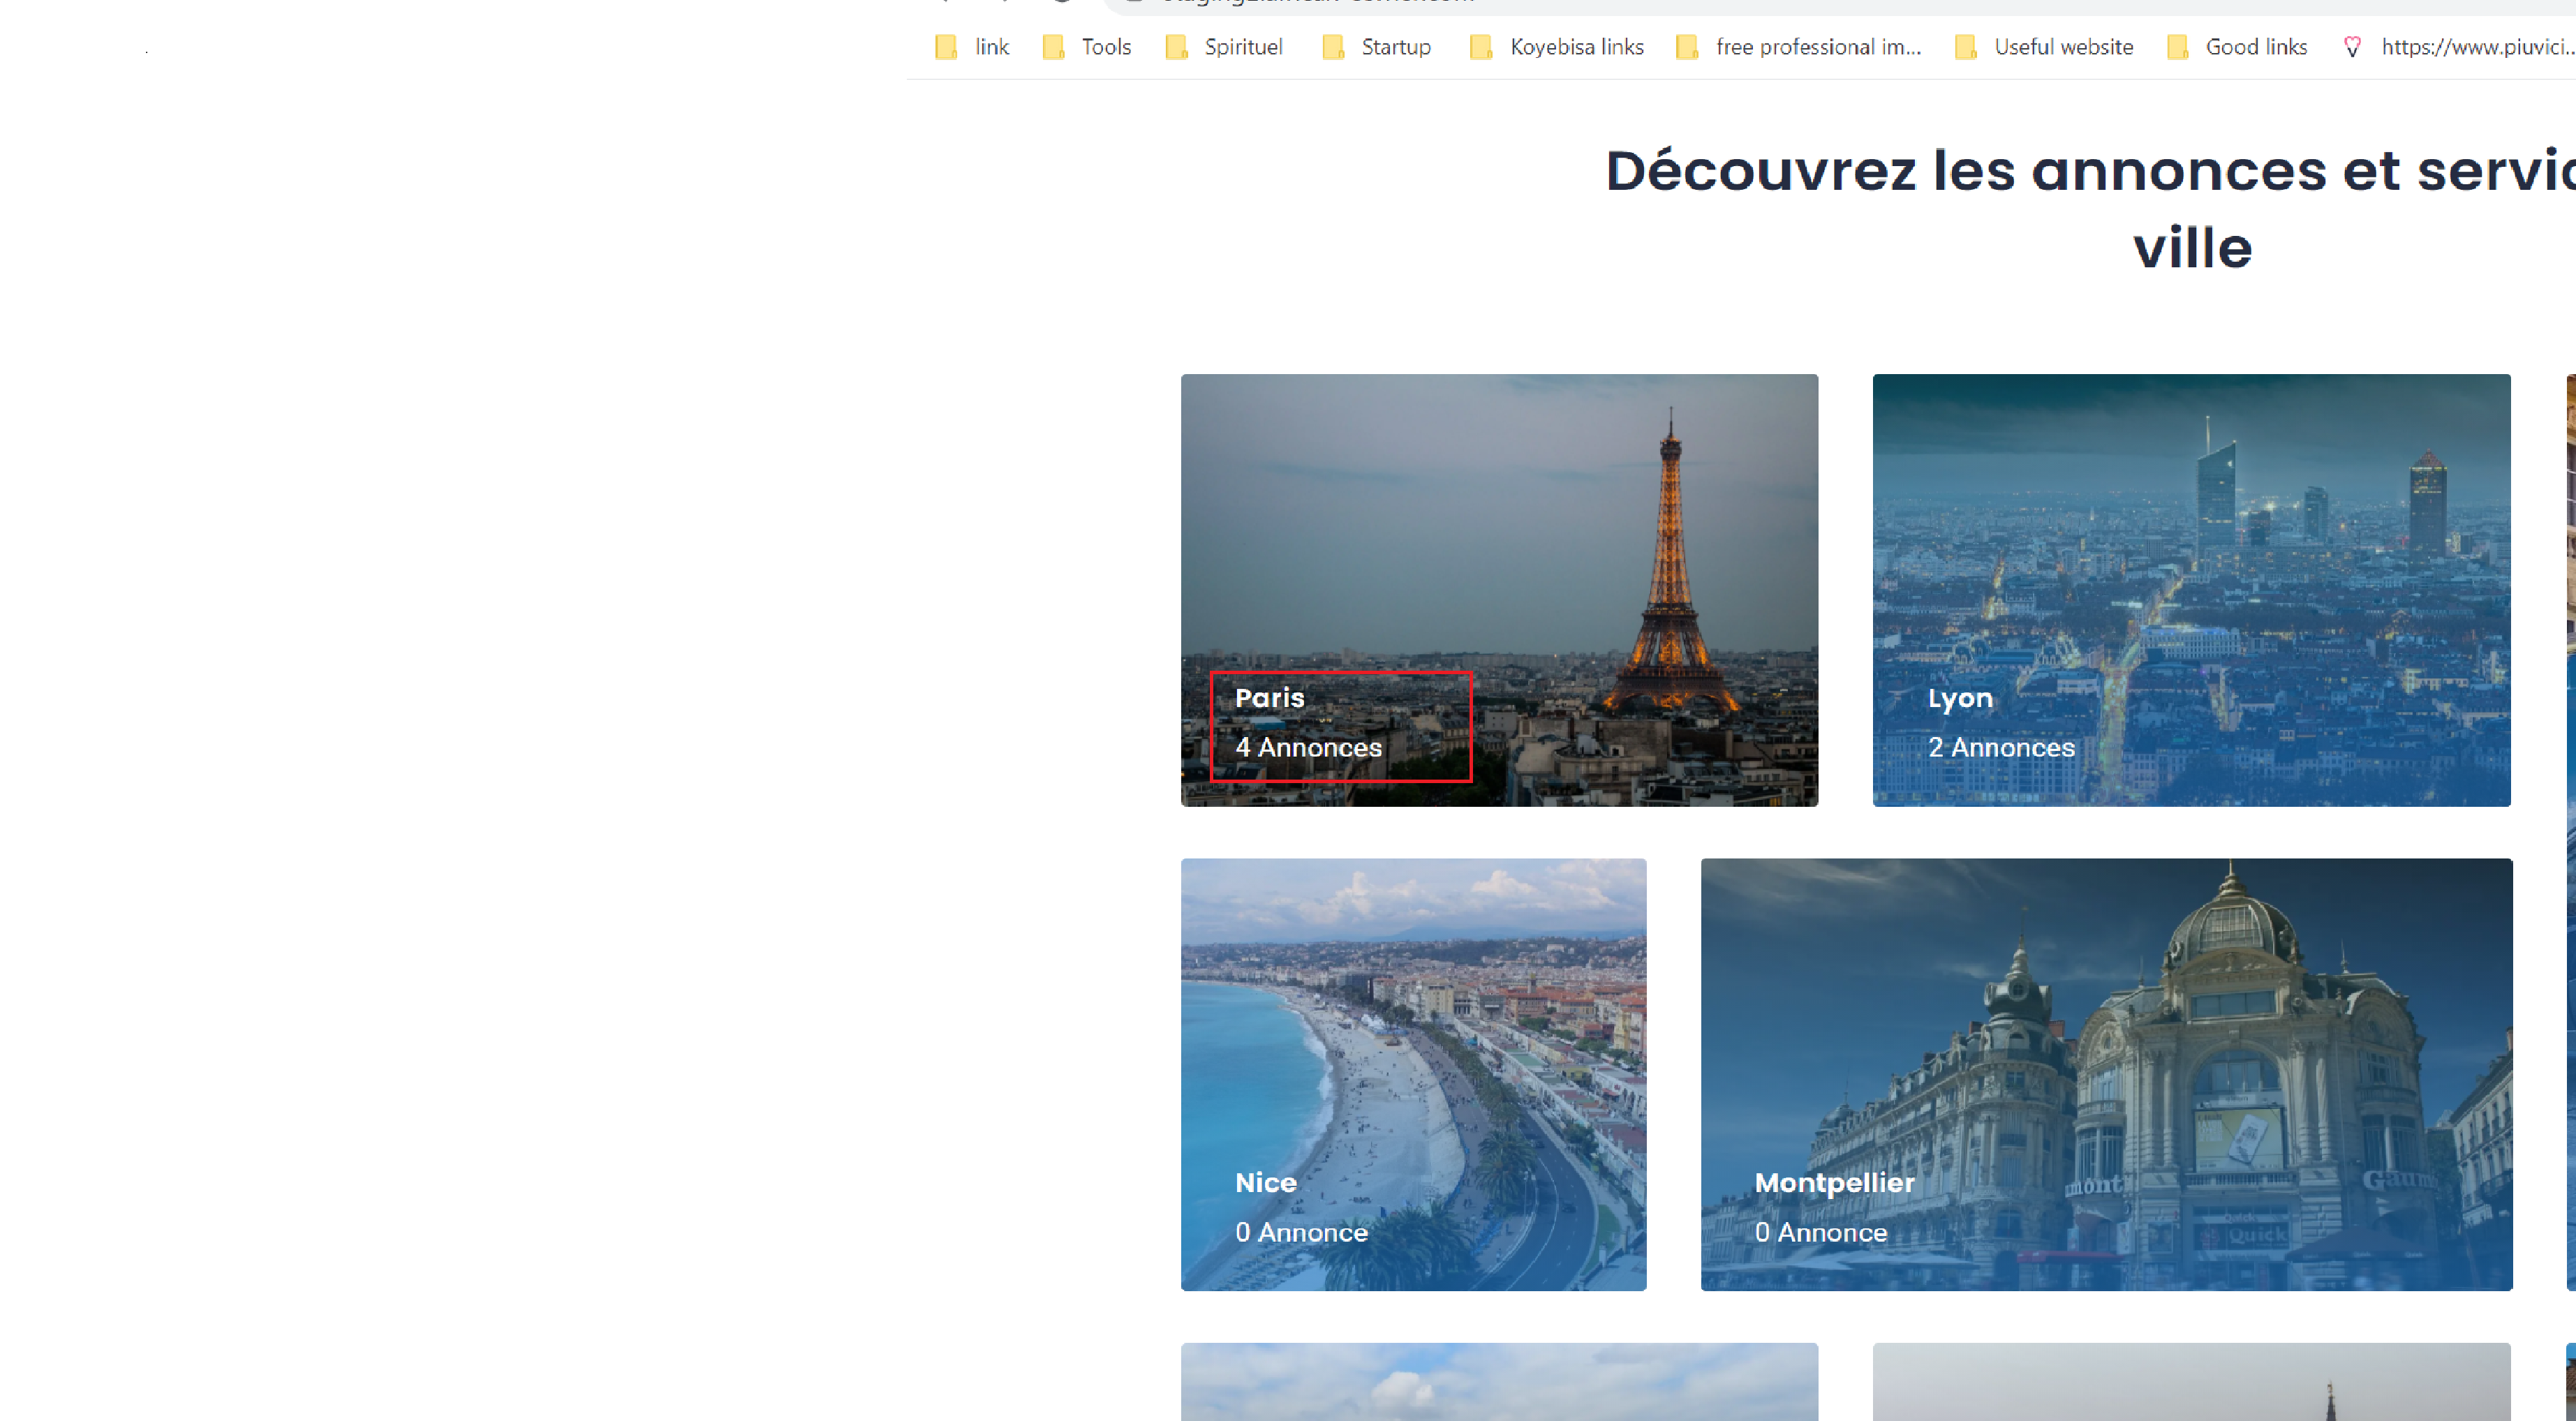 link Tools Spirituel Startup Koyebisa links free professional im... Useful website Good links https://www.piuvici...
Découvrez les annonces et
ville
Paris
4 Annonces
Lyon
2 Annonces
Nice
0 Annonce
Montpellier
0 Annonce
Quick